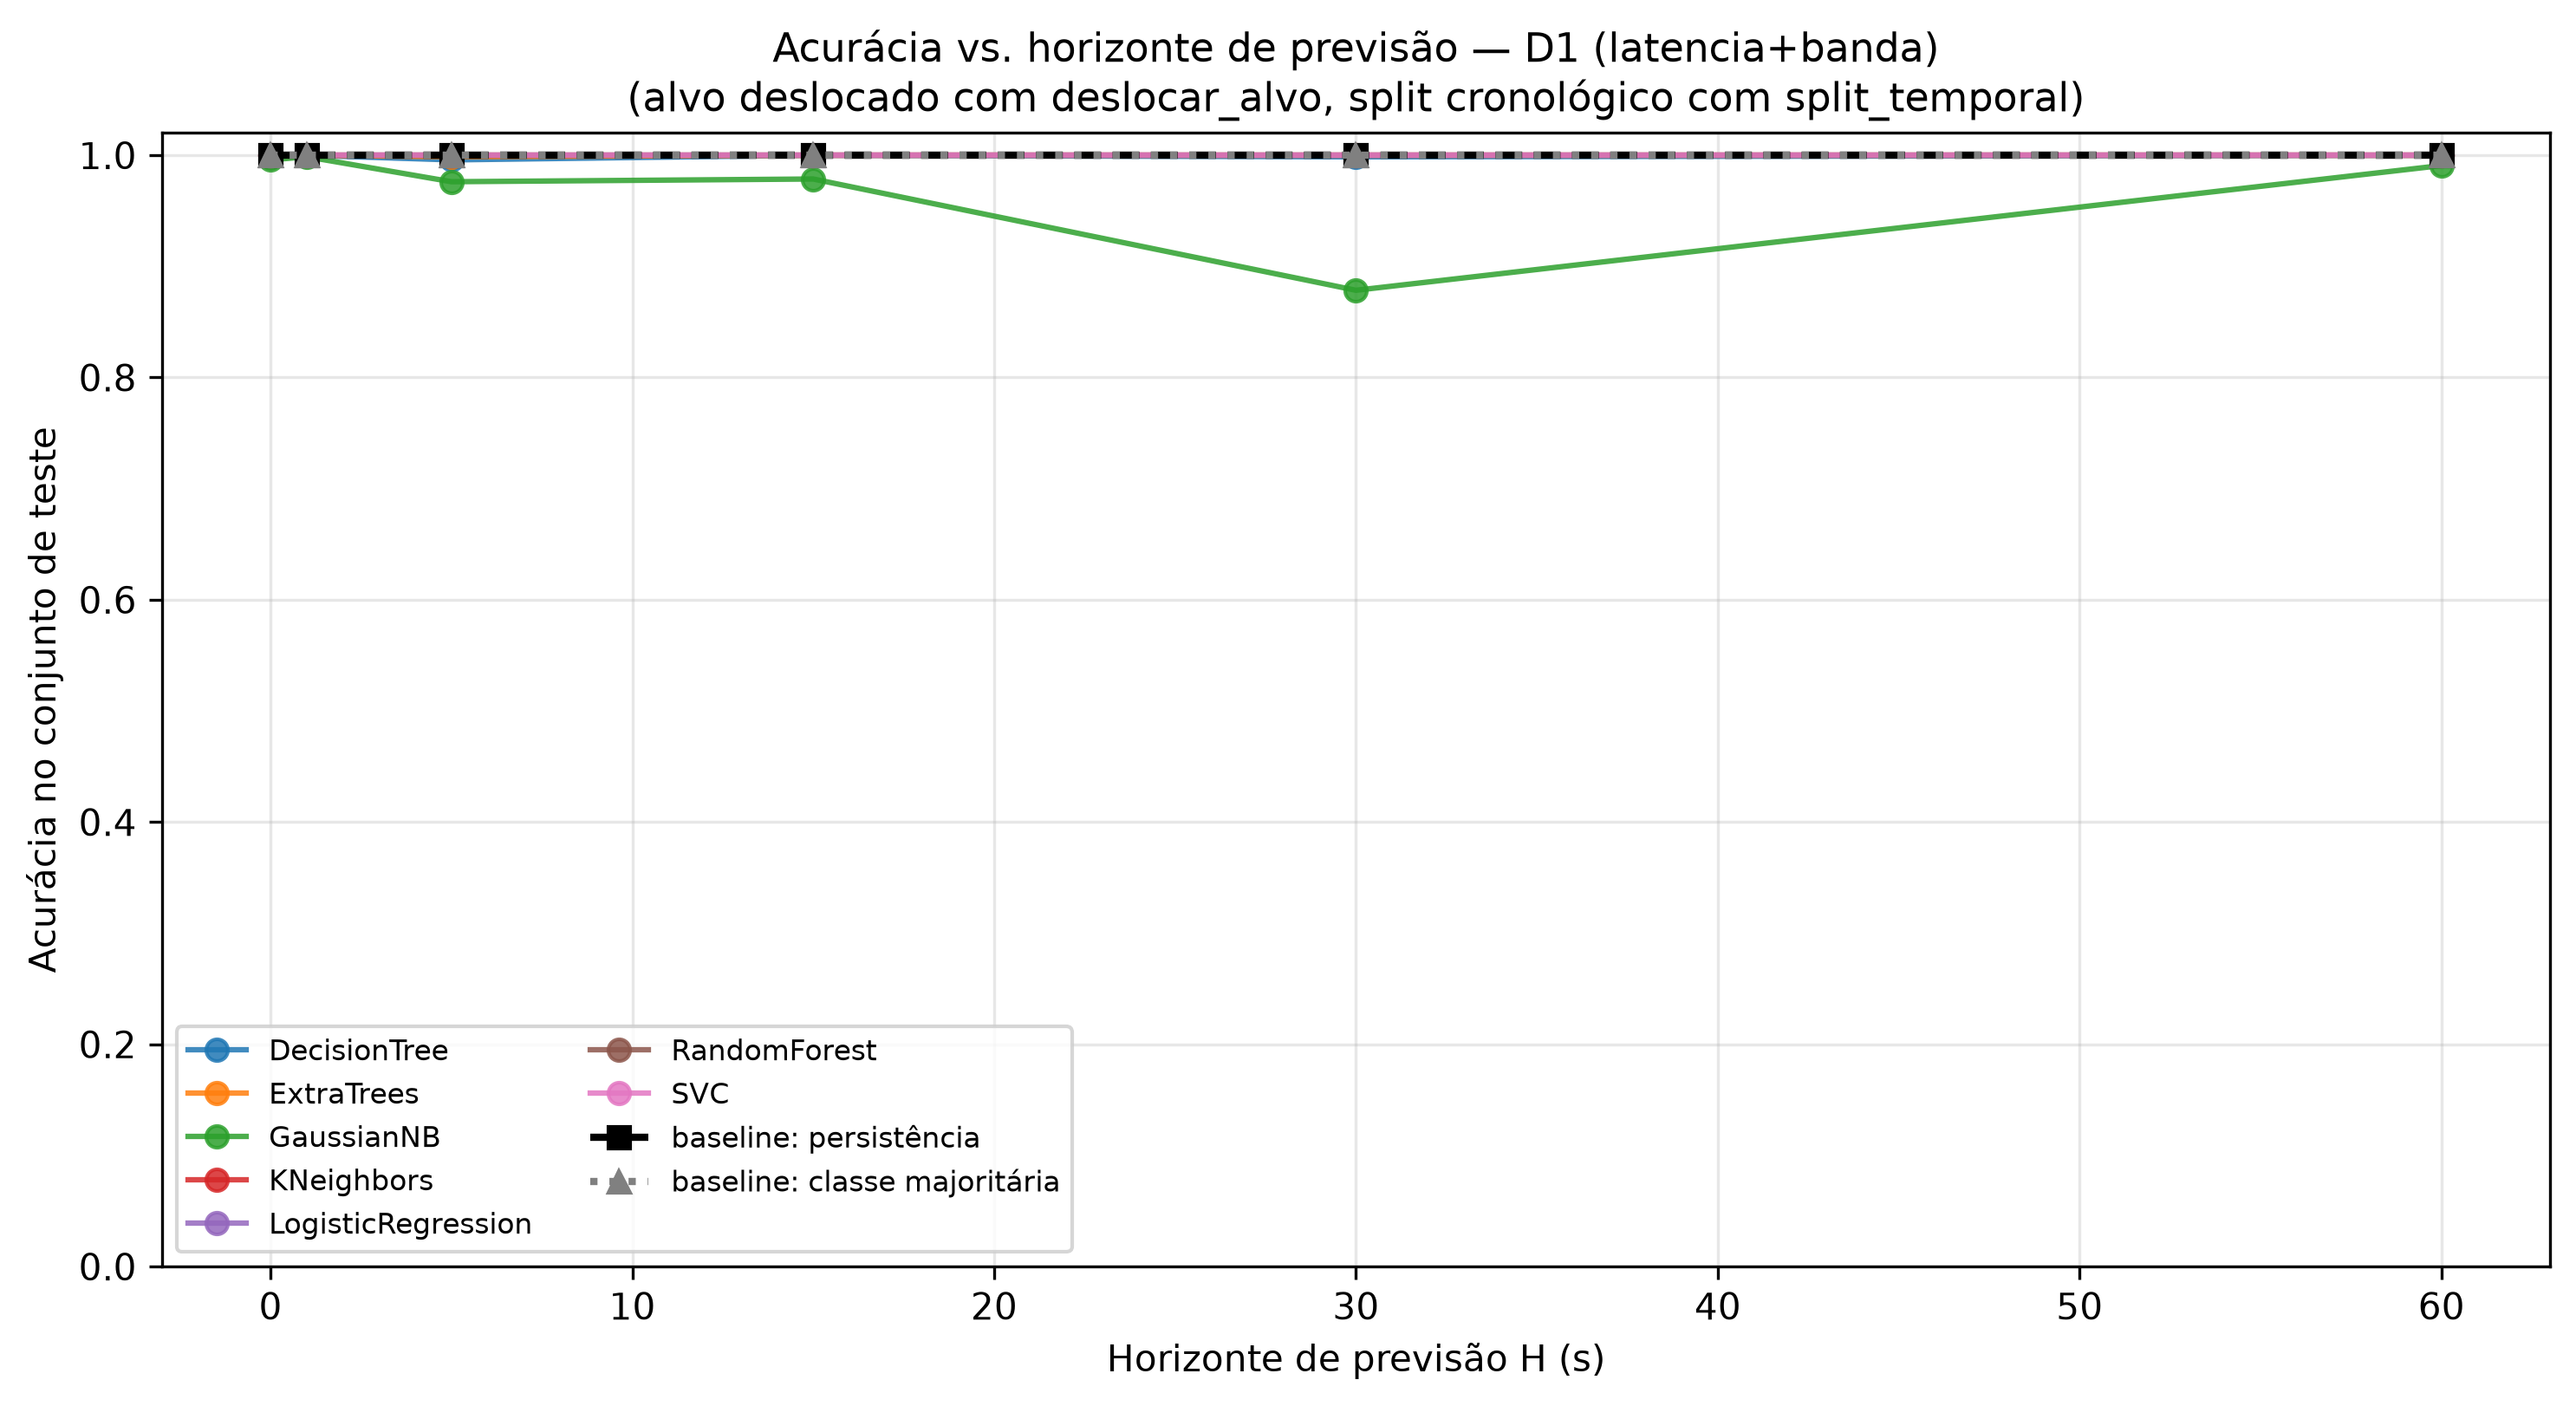 Acurácia vs. horizonte de previsão — D1 (latencia+banda)
(alvo deslocado com deslocar_alvo, split cronológico com split_temporal)
Acurácia no conjunto de teste
1.0
0.8
0.6
0.4
0.2
0.0
DecisionTree
ExtraTrees
GaussianNB
KNeighbors
LogisticRegression
RandomForest
SVC
baseline: persistência
baseline: classe majoritária
0 10 20 30 40 50 60
Horizonte de previsão H (s)